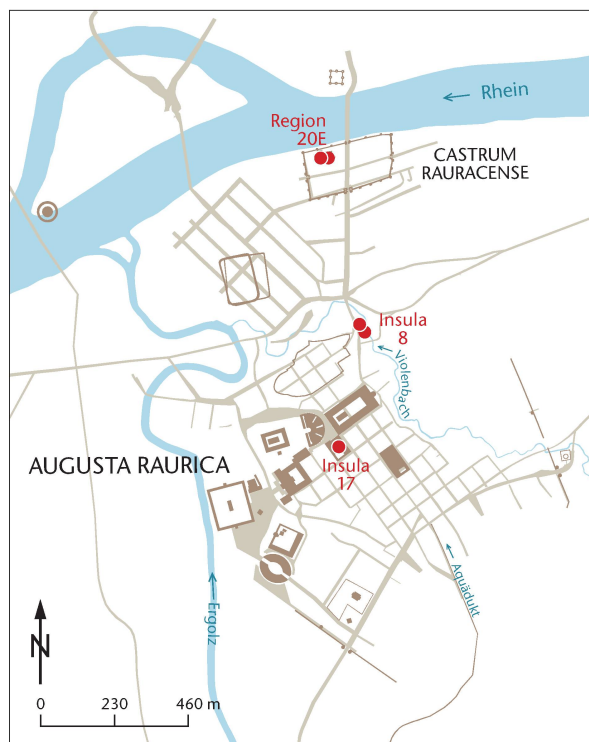 Rhein
Region
20E
CASTRUM
RAURACENSE
Insula
8
Violenbach
AUGUSTA RAURICA
Insula
17
Aquädukt
Ergolz
N
0 230 460 m